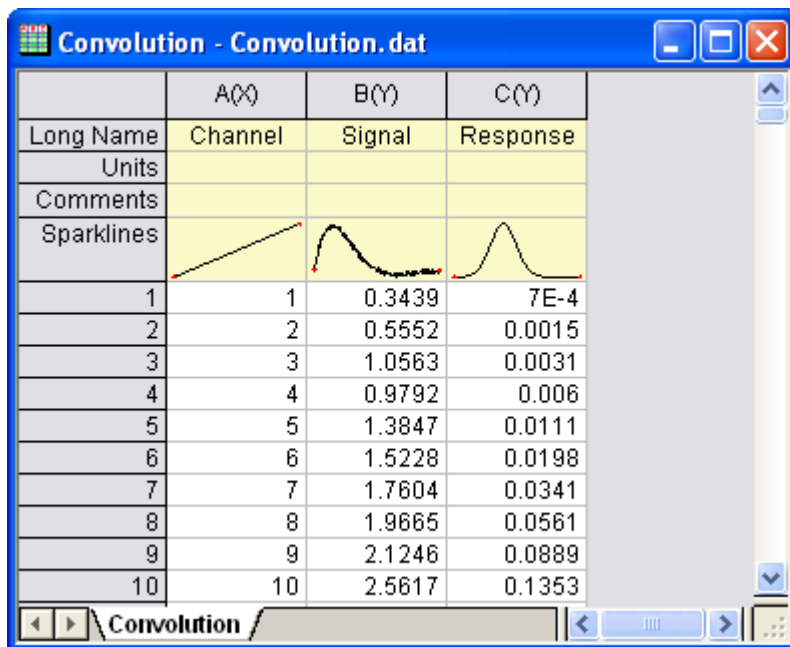 Convolution - Convolution.dat
A(X) B(Y) C(Y)
Long Name Channel Signal Response
Units
Comments
Sparklines
1 1 0.3439 7E-4
2 2 0.5552 0.0015
3 3 1.0563 0.0031
4 4 0.9792 0.006
5 5 1.3847 0.0111
6 6 1.5228 0.0198
7 7 1.7604 0.0341
8 8 1.9665 0.0561
9 9 2.1246 0.0889
10 10 2.5617 0.1353
Convolution